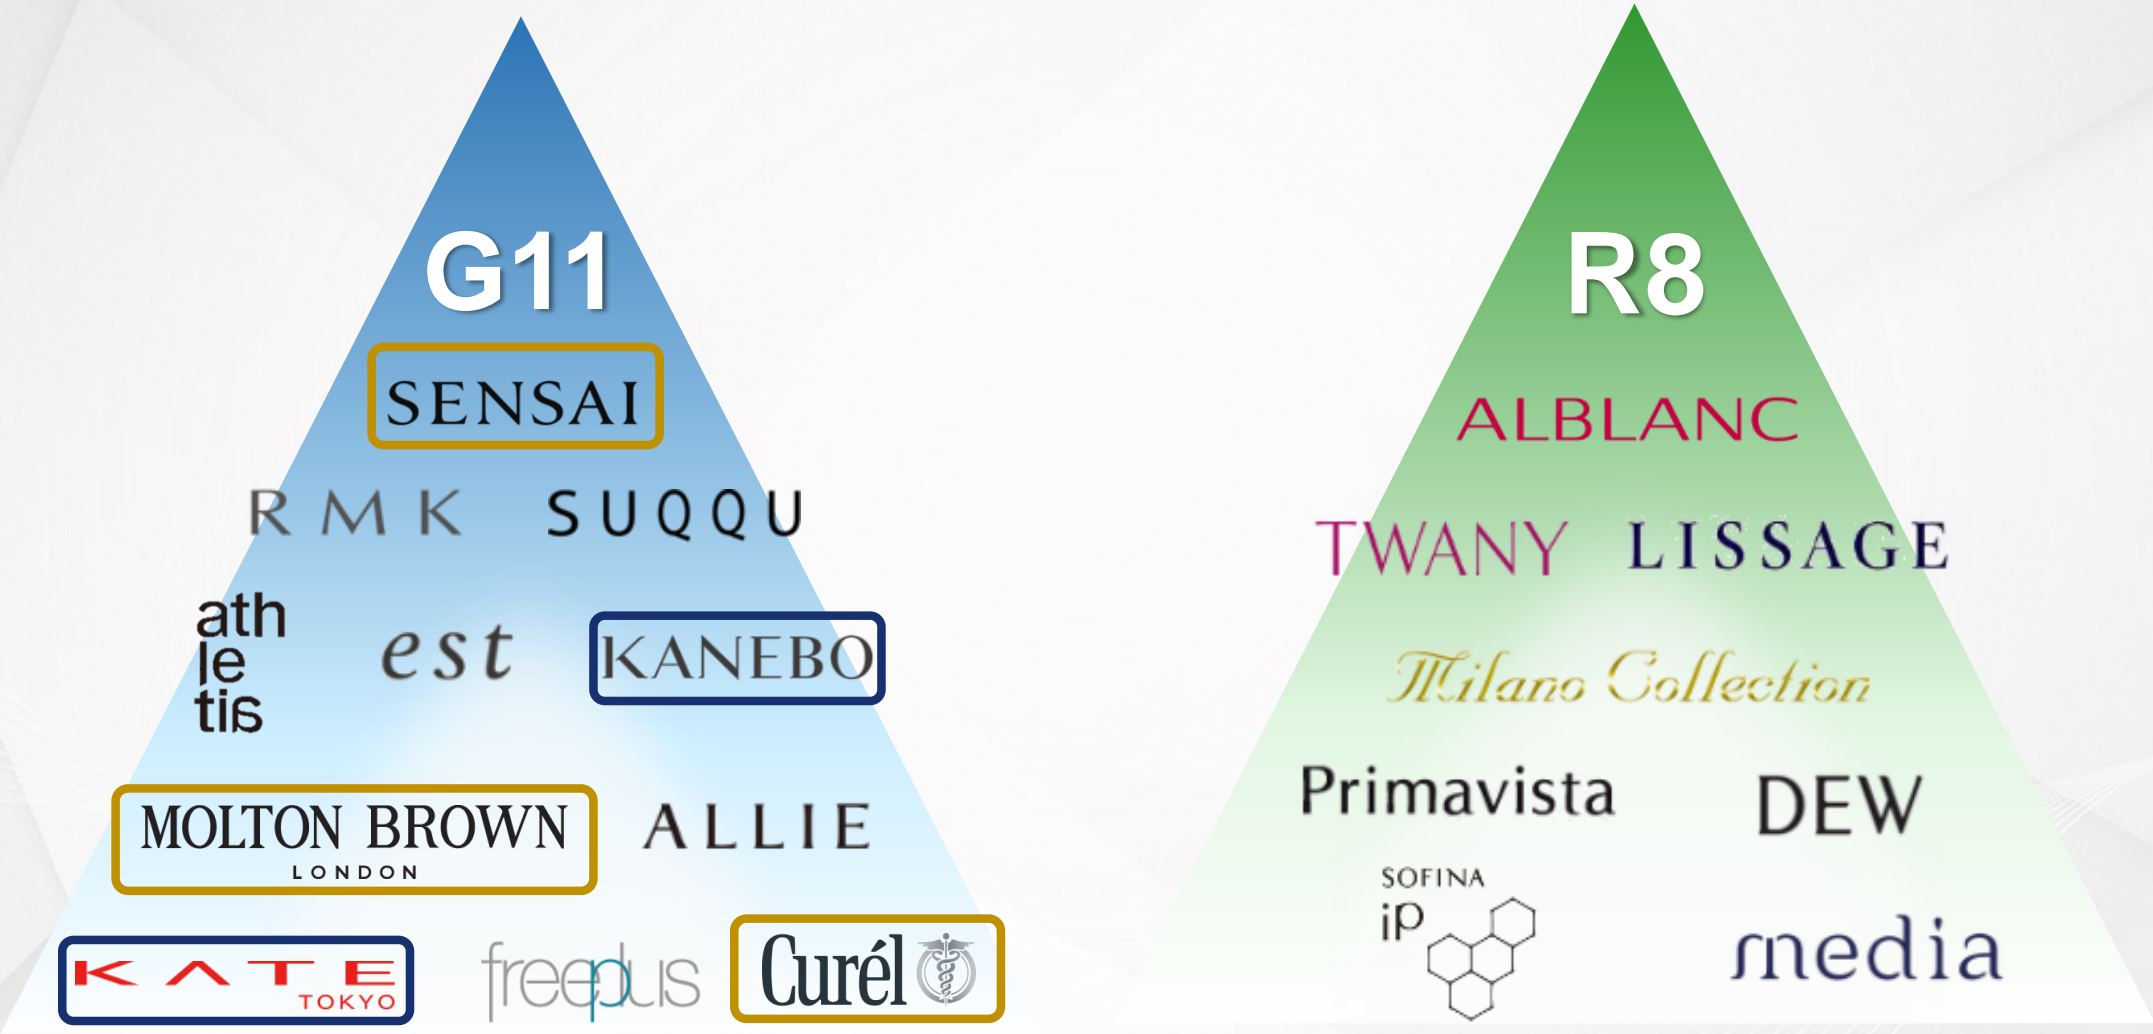 G11
SENSAI
RMK
SUQQU
ath
le
tis
est
KANEBO
MOLTON BROWN
LONDON
ALLIE
KATE
TOKYO
freeplus
Curél
R8
ALBLANC
TWANY
LISSAGE
Milano Collection
Primavista
DEW
SOFINA
iP
media